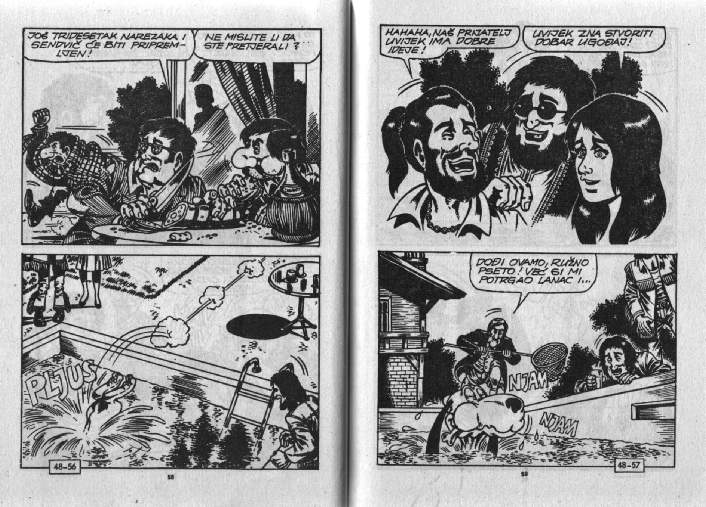 JOŠ TRIDESETAK NAREZAKA I
SENDVIČ ĆE BITI PRIPREM-
LJEN!
NE MISLITE LI DA
STE PRETJERALI?
PLJUS
48-56
58
HAHAHA, NAŠ PRIJATELJ
UVIJEK IMA DOBRE
IDEJE!
UVIJEK ZNA STVORITI
DOBAR UGOĐAJ!
DOĐI OVAMO, RUŽNO
PSETO! VEĆ SI MI
POTRGAO LANAC I...
NJAM
NJAM
48-57
59